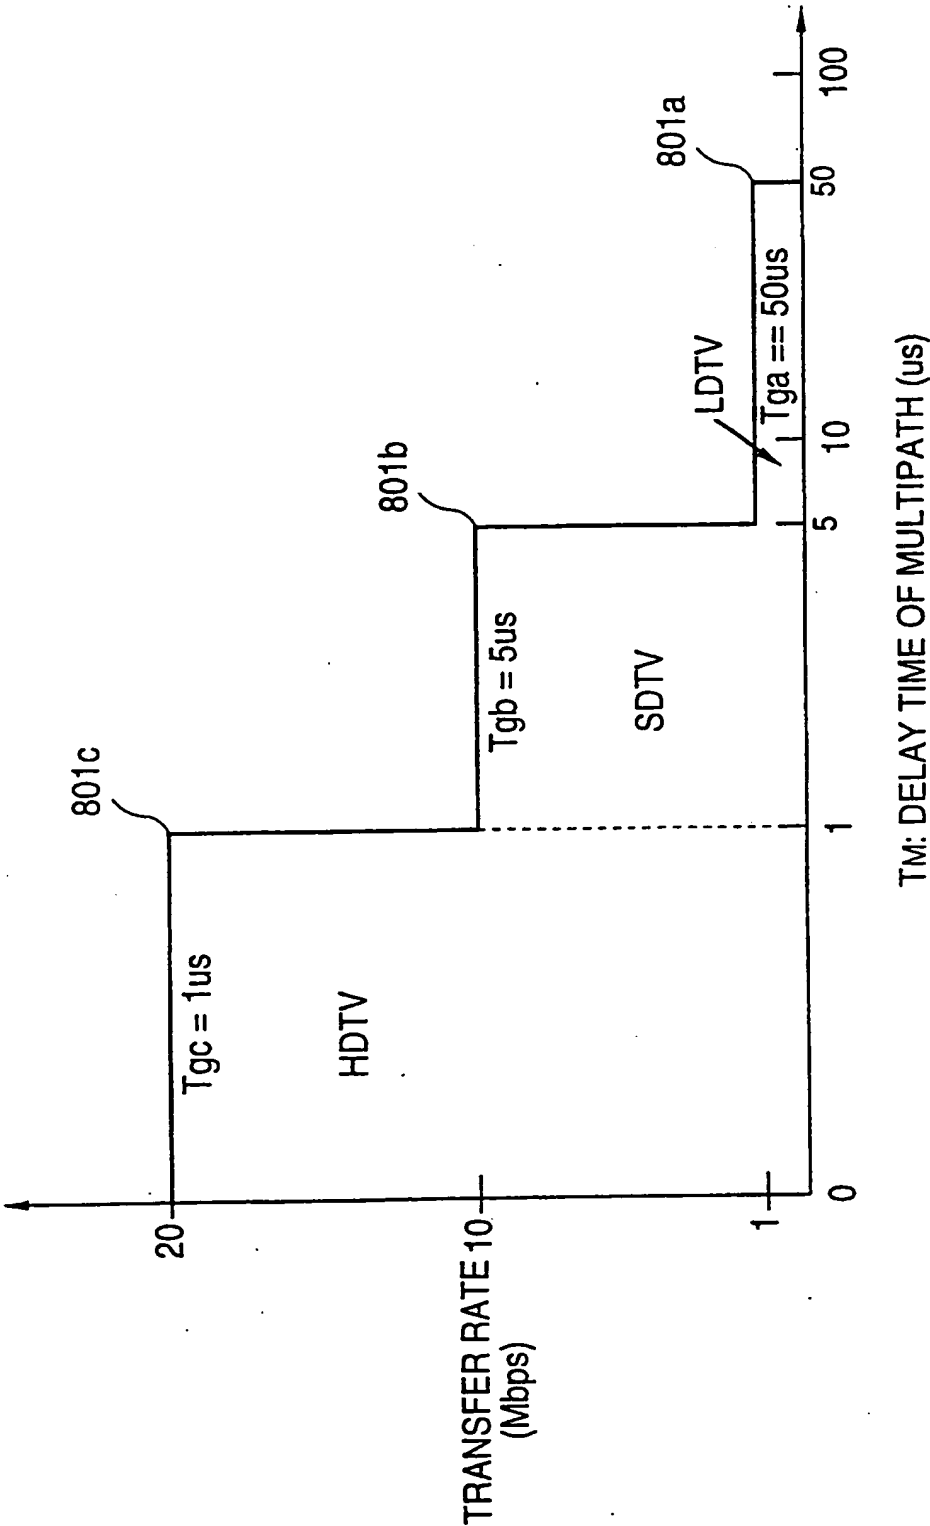 801c
20
Tgc = 1us
HDTV
801b
TRANSFER RATE 10
(Mbps)
Tgb = 5us
SDTV
801a
LDTV
Tga == 50us
1
0
1
5
10
50
100
TM: DELAY TIME OF MULTIPATH (us)